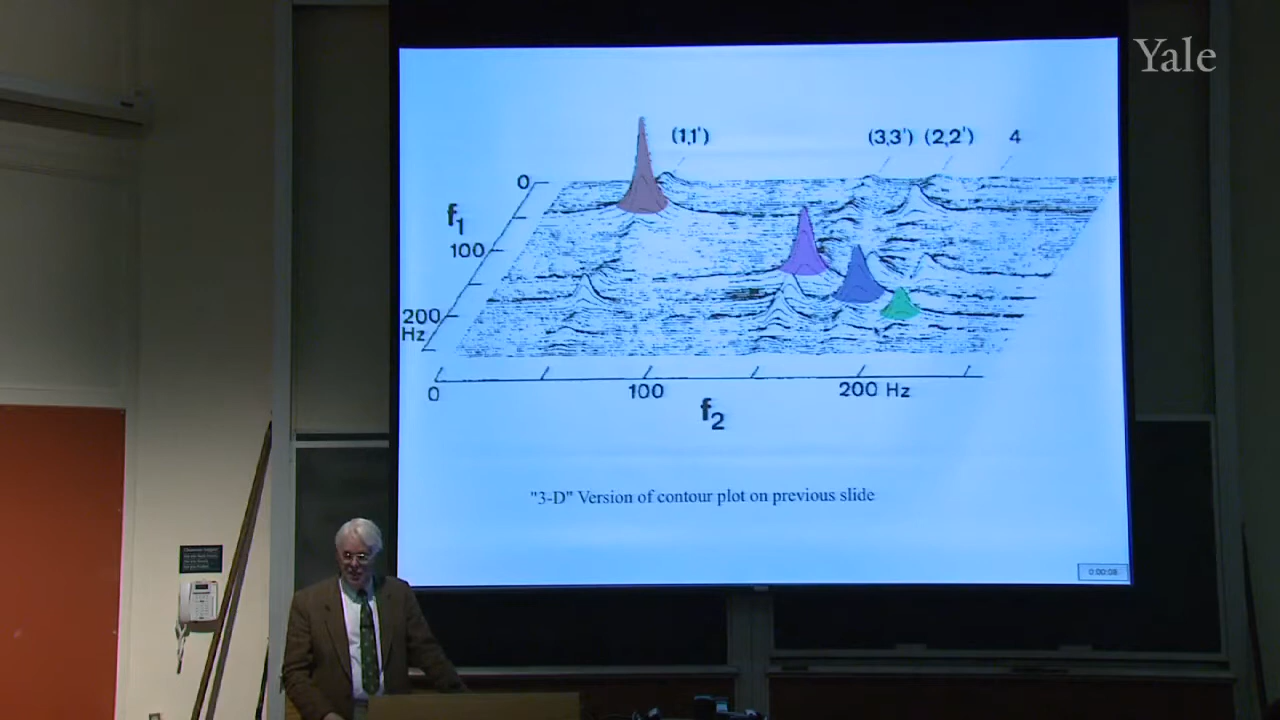 Yale
(1,1')
(3,3') (2,2') 4
0
f1
100
200
Hz
0
100
200 Hz
f2
"3-D" Version of contour plot on previous slide
0:00:08